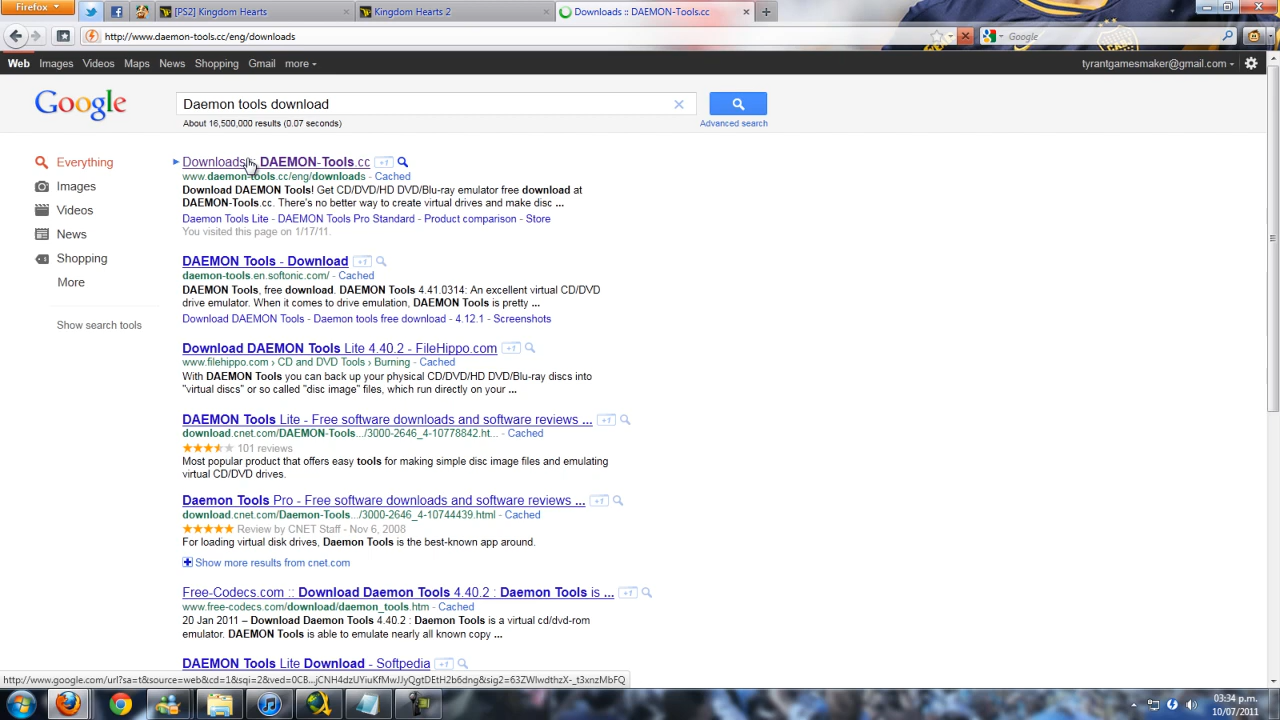 Firefox
[PS2] Kingdom Hearts
Kingdom Hearts 2
Downloads :: DAEMON-Tools.cc
http://www.daemon-tools.cc/eng/downloads
Google
Web Images Videos Maps News Shopping Gmail more
tyrantgamesmaker@gmail.com
Google
Daemon tools download
About 16,500,000 results (0.07 seconds)
Advanced search
Everything
Images
Videos
News
Shopping
More
Show search tools
Downloads :: DAEMON-Tools.cc +1
www.daemon-tools.cc/eng/downloads - Cached
Download DAEMON Tools! Get CD/DVD/HD DVD/Blu-ray emulator free download at
DAEMON-Tools.cc. There's no better way to create virtual drives and make disc ...
Daemon Tools Lite - DAEMON Tools Pro Standard - Product comparison - Store
You visited this page on 1/17/11.
DAEMON Tools - Download +1
daemon-tools.en.softonic.com/ - Cached
DAEMON Tools, free download. DAEMON Tools 4.41.0314: An excellent virtual CD/DVD
drive emulator. When it comes to drive emulation, DAEMON Tools is pretty ...
Download DAEMON Tools - Daemon tools free download - 4.12.1 - Screenshots
Download DAEMON Tools Lite 4.40.2 - FileHippo.com +1
www.filehippo.com › CD and DVD Tools › Burning - Cached
With DAEMON Tools you can back up your physical CD/DVD/HD DVD/Blu-ray discs into
"virtual discs" or so called "disc image" files, which run directly on your ...
DAEMON Tools Lite - Free software downloads and software reviews ... +1
download.cnet.com/DAEMON-Tools.../3000-2646_4-10778842.ht... - Cached
101 reviews
Most popular product that offers easy tools for making simple disc image files and emulating
virtual CD/DVD drives.
Daemon Tools Pro - Free software downloads and software reviews ... +1
download.cnet.com/Daemon-Tools.../3000-2646_4-10744439.html - Cached
Review by CNET Staff - Nov 6, 2008
For loading virtual disk drives, Daemon Tools is the best-known app around.
Show more results from cnet.com
Free-Codecs.com :: Download Daemon Tools 4.40.2 : Daemon Tools is ... +1
www.free-codecs.com/download/daemon_tools.htm - Cached
20 Jan 2011 – Download Daemon Tools 4.40.2 : Daemon Tools is a virtual cd/dvd-rom
emulator. DAEMON Tools is able to emulate nearly all known copy ...
DAEMON Tools Lite Download - Softpedia +1
03:34 p.m.
10/07/2011